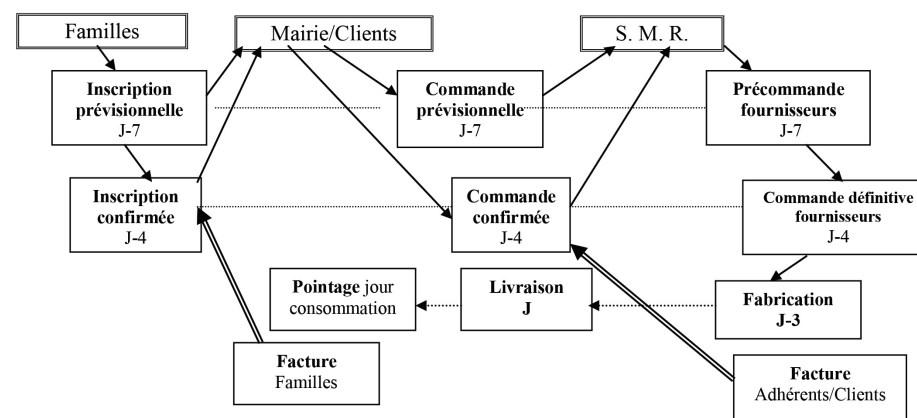 Familles
Mairie/Clients
S. M. R.
Inscription
prévisionnelle
J-7
Commande
prévisionnelle
J-7
Précommande
fournisseurs
J-7
Inscription
confirmée
J-4
Commande
confirmée
J-4
Commande définitive
fournisseurs
J-4
Pointage jour
consommation
Livraison
J
Fabrication
J-3
Facture
Familles
Facture
Adhérents/Clients